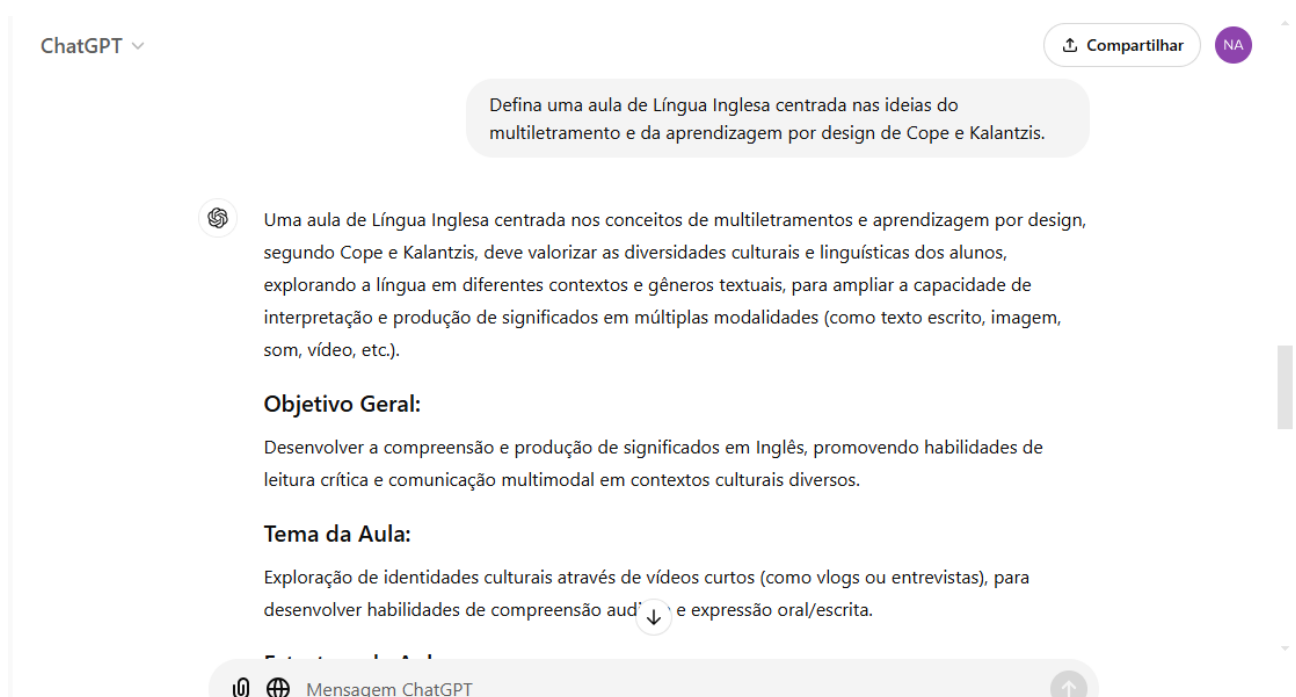 ChatGPT
Compartilhar
NA
Defina uma aula de Língua Inglesa centrada nas ideias do
multiletramento e da aprendizagem por design de Cope e Kalantzis.
Uma aula de Língua Inglesa centrada nos conceitos de multiletramentos e aprendizagem por design,
segundo Cope e Kalantzis, deve valorizar as diversidades culturais e linguísticas dos alunos,
explorando a língua em diferentes contextos e gêneros textuais, para ampliar a capacidade de
interpretação e produção de significados em múltiplas modalidades (como texto escrito, imagem,
som, vídeo, etc.).
Objetivo Geral:
Desenvolver a compreensão e produção de significados em Inglês, promovendo habilidades de
leitura crítica e comunicação multimodal em contextos culturais diversos.
Tema da Aula:
Exploração de identidades culturais através de vídeos curtos (como vlogs ou entrevistas), para
desenvolver habilidades de compreensão e expressão oral/escrita.
Mensagem ChatGPT